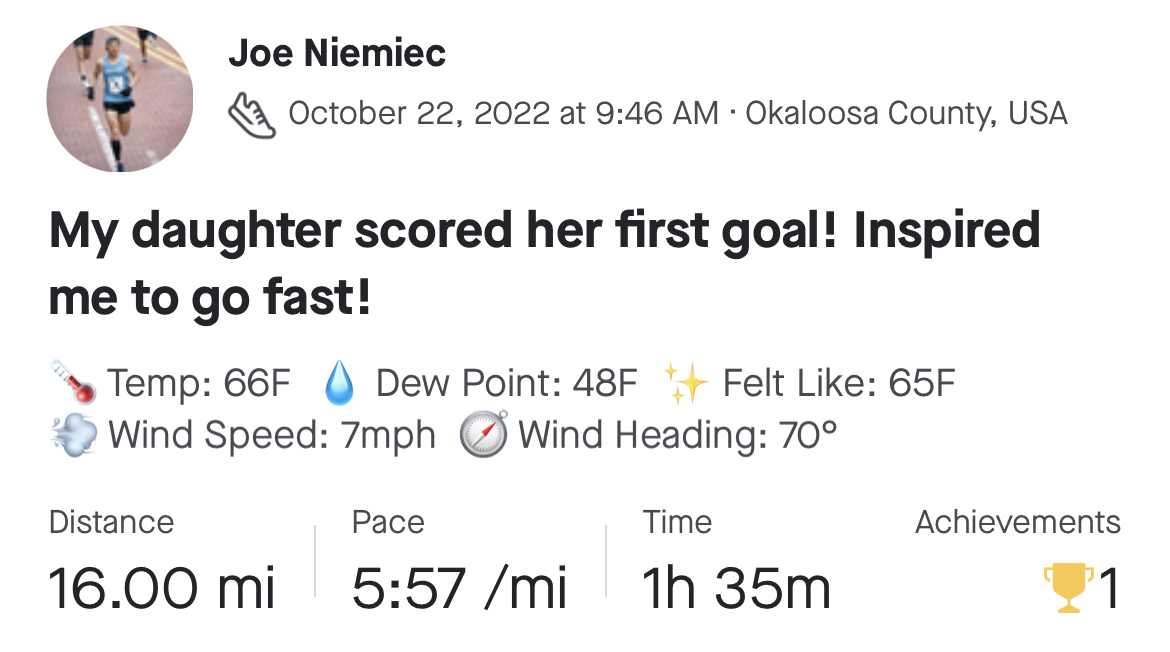 Joe Niemiec
October 22, 2022 at 9:46 AM · Okaloosa County, USA
My daughter scored her first goal! Inspired
me to go fast!
Temp: 66F Dew Point: 48F Felt Like: 65F
Wind Speed: 7mph Wind Heading: 70°
Distance Pace Time Achievements
16.00 mi 5:57 /mi 1h 35m 1